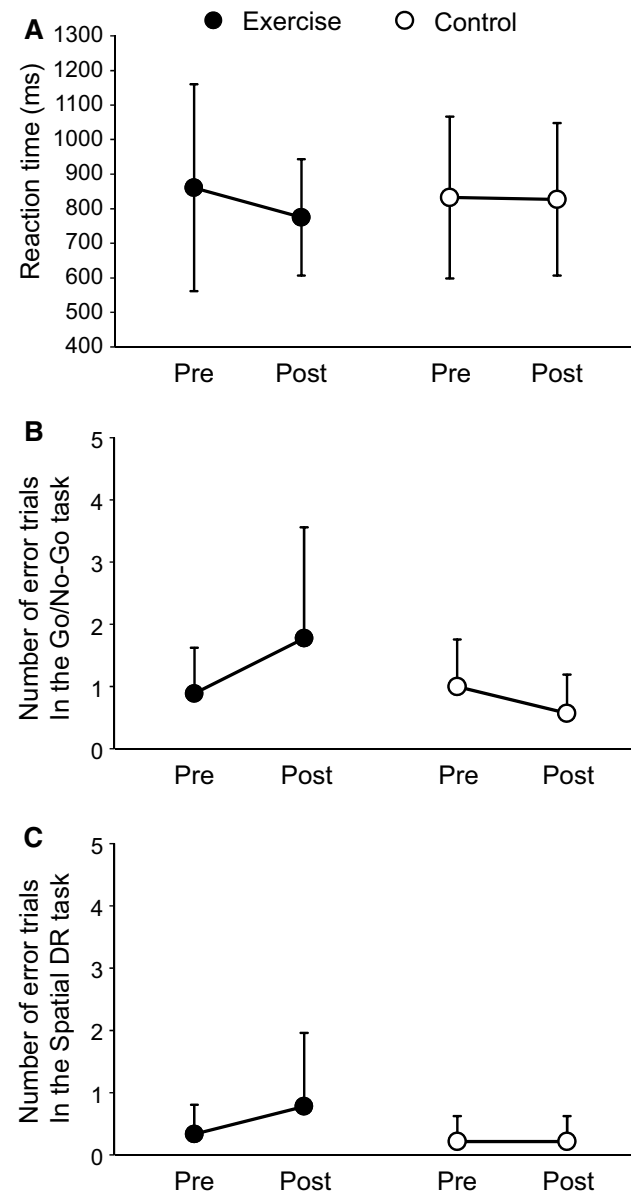 A
Exercise Control
Reaction time (ms)
1300
1200
1100
1000
900
800
700
600
500
400
Pre Post Pre Post
B
Number of error trials
In the Go/No-Go task
5
4
3
2
1
0
Pre Post Pre Post
C
Number of error trials
In the Spatial DR task
5
4
3
2
1
0
Pre Post Pre Post